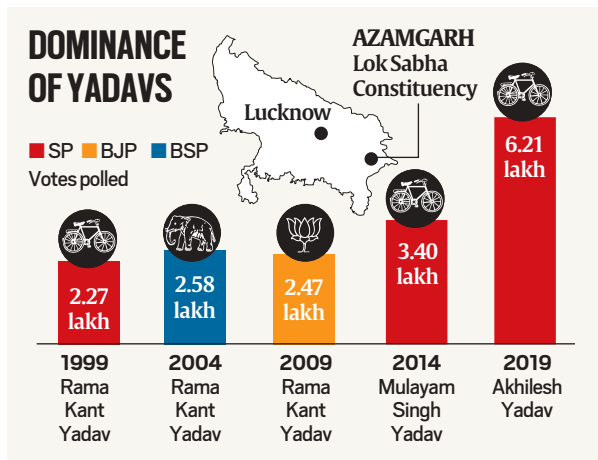 DOMINANCE
OF YADAVS
AZAMGARH
Lok Sabha
Constituency
Lucknow
SP BJP BSP
Votes polled
2.27
lakh
2.58
lakh
2.47
lakh
3.40
lakh
6.21
lakh
1999
Rama
Kant
Yadav
2004
Rama
Kant
Yadav
2009
Rama
Kant
Yadav
2014
Mulayam
Singh
Yadav
2019
Akhilesh
Yadav